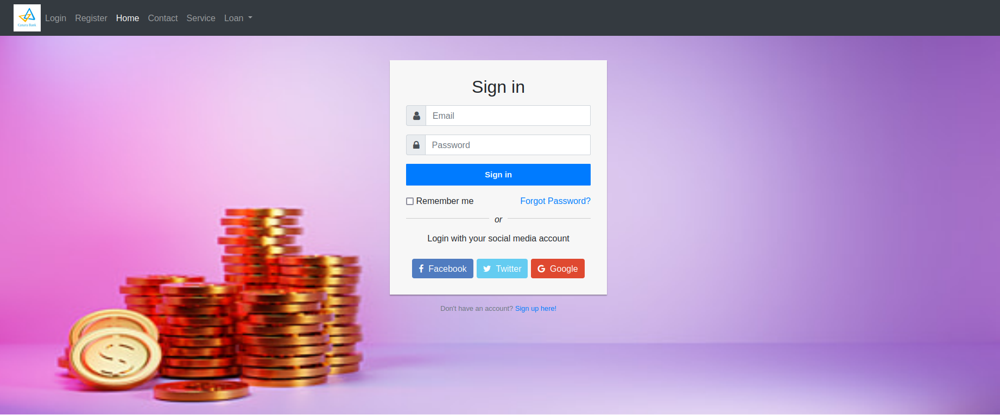 Canara Bank
Login Register Home Contact Service Loan
Sign in
Email
Password
Sign in
Remember me Forgot Password?
or
Login with your social media account
Facebook Twitter Google
Don't have an account? Sign up here!